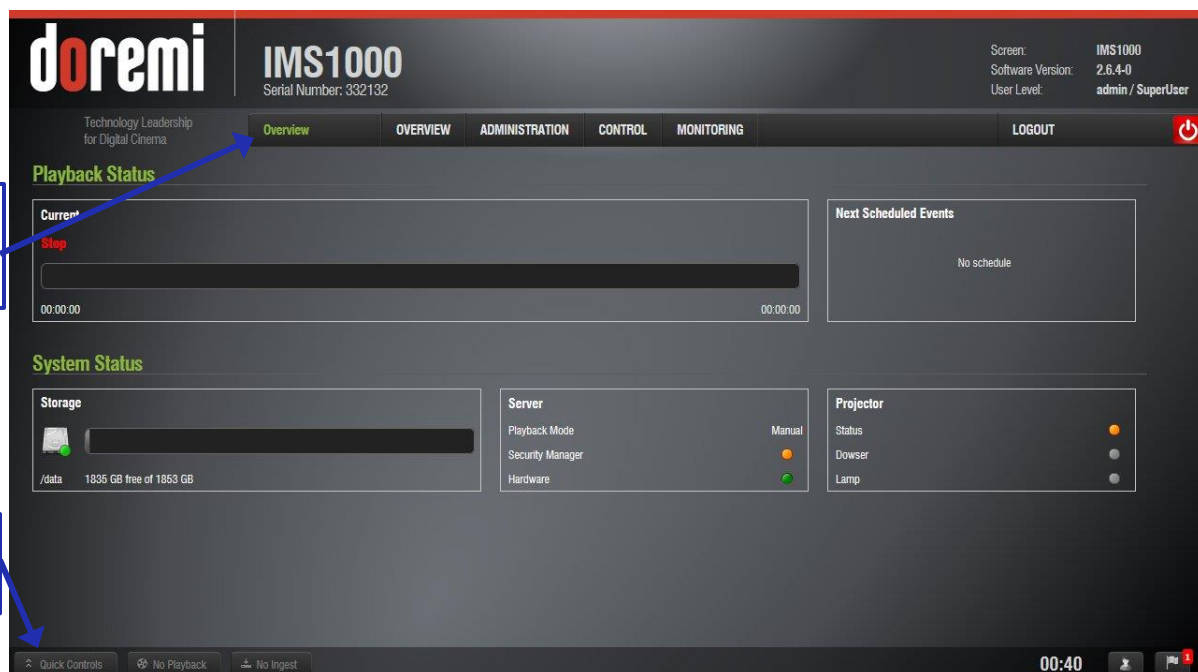 doremi
IMS1000
Serial Number: 332132
Screen: IMS1000
Software Version: 2.6.4-0
User Level: admin / SuperUser
Technology Leadership
for Digital Cinema
Overview OVERVIEW ADMINISTRATION CONTROL MONITORING LOGOUT
Playback Status
Current
Stop
00:00:00 00:00:00
Next Scheduled Events
No schedule
System Status
Storage
/data 1835 GB free of 1853 GB
Server
Playback Mode Manual
Security Manager
Hardware
Projector
Status
Dowser
Lamp
Quick Controls No Playback No Ingest 00:40 1